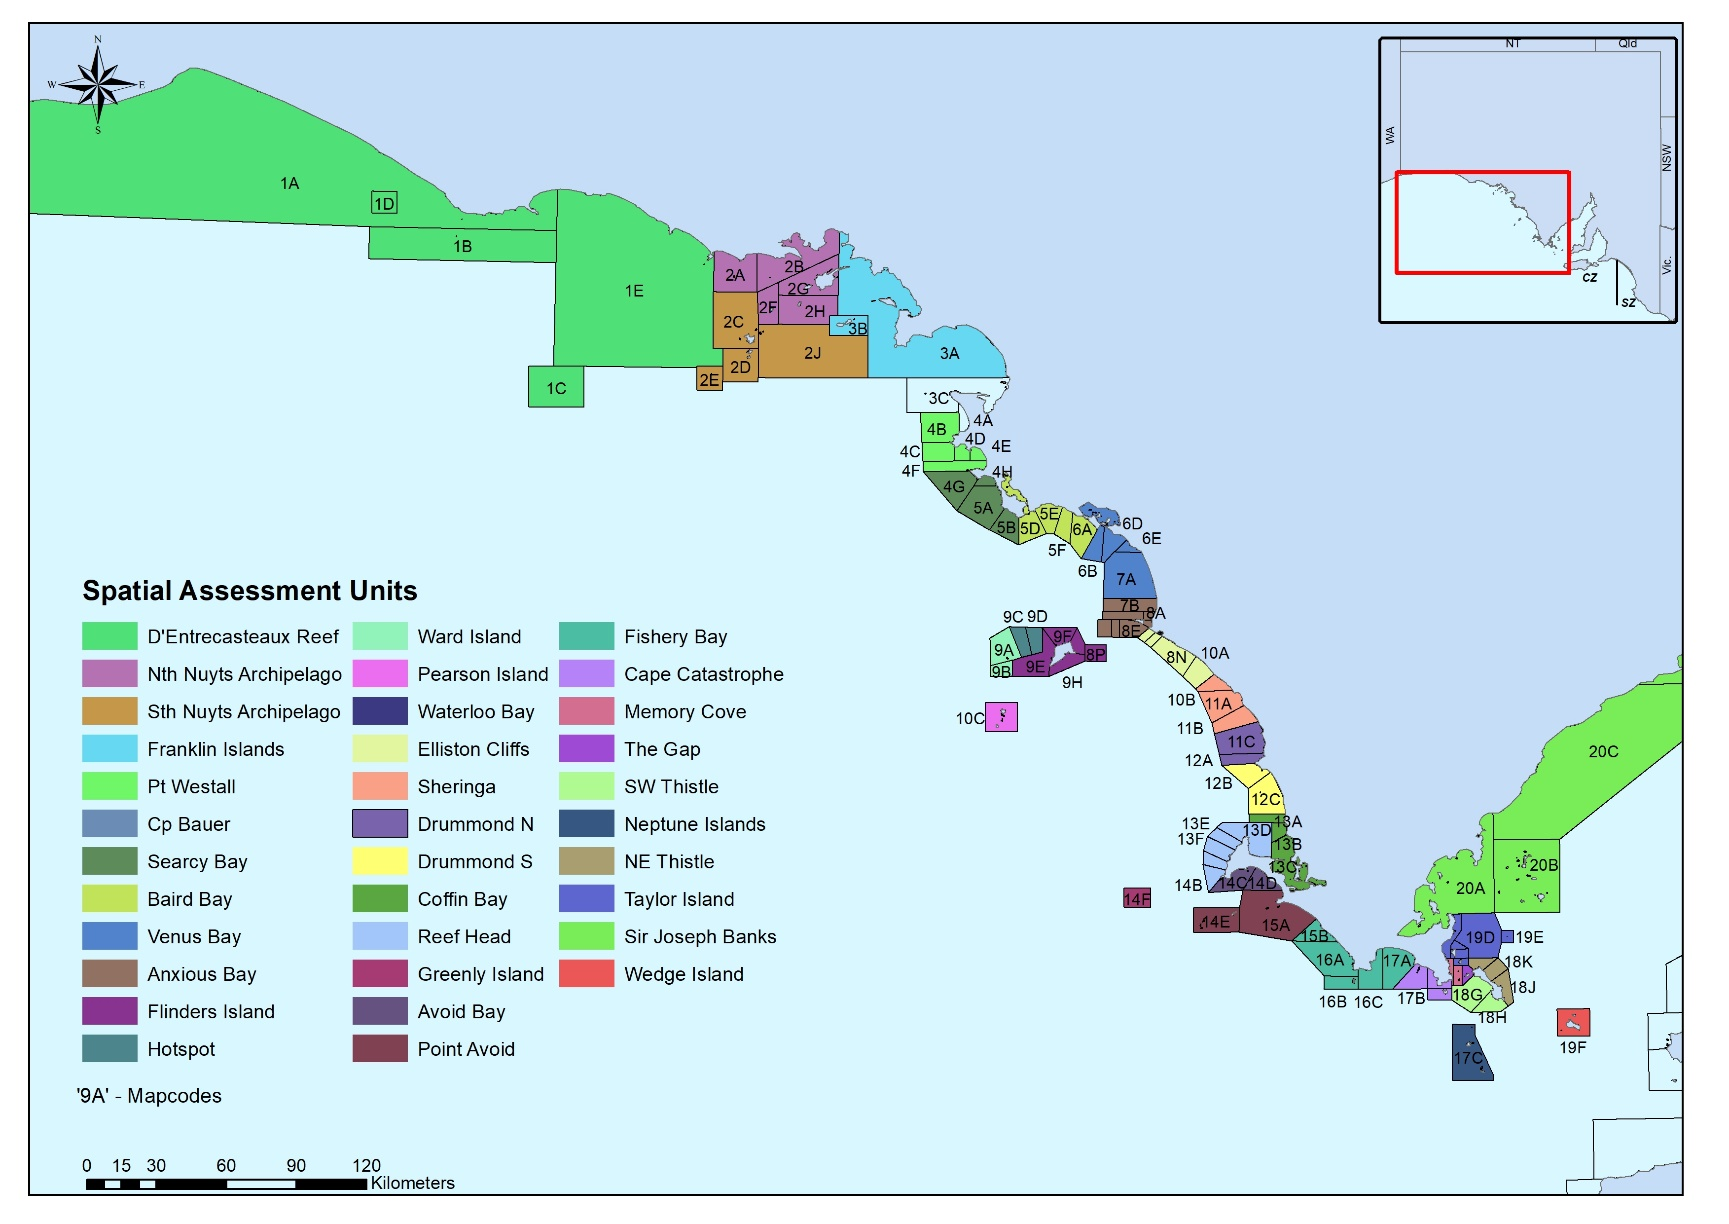 N
W E
S
NT Qld
WA
NSW
Vic.
CZ
SZ
1A
1D
1B
1E
1C
2A
2B
2G
2F
2H
2C
2D
2E
2J
3B
3A
3C
4A
4B
4D
4E
4C
4F
4H
4G
5A
5B
5D
5E
5F
6A
6D
6E
6B
7A
7B
8A
8E
9C 9D
9A
9B
9E
9F
8P
9H
8N
10A
10B
10C
11A
11B
11C
12A
12B
12C
13A
13E
13D
13F
13B
13C
14B
14C
14D
14F
14E
15A
15B
16A
17A
16B
16C
17B
20C
20B
20A
19D
19E
18K
18J
18G
18H
17C
19F
Spatial Assessment Units
D'Entrecasteaux Reef
Nth Nuyts Archipelago
Sth Nuyts Archipelago
Franklin Islands
Pt Westall
Cp Bauer
Searcy Bay
Baird Bay
Venus Bay
Anxious Bay
Flinders Island
Hotspot
Ward Island
Pearson Island
Waterloo Bay
Elliston Cliffs
Sheringa
Drummond N
Drummond S
Coffin Bay
Reef Head
Greenly Island
Avoid Bay
Point Avoid
Fishery Bay
Cape Catastrophe
Memory Cove
The Gap
SW Thistle
Neptune Islands
NE Thistle
Taylor Island
Sir Joseph Banks
Wedge Island
'9A' - Mapcodes
0 15 30 60 90 120
Kilometers